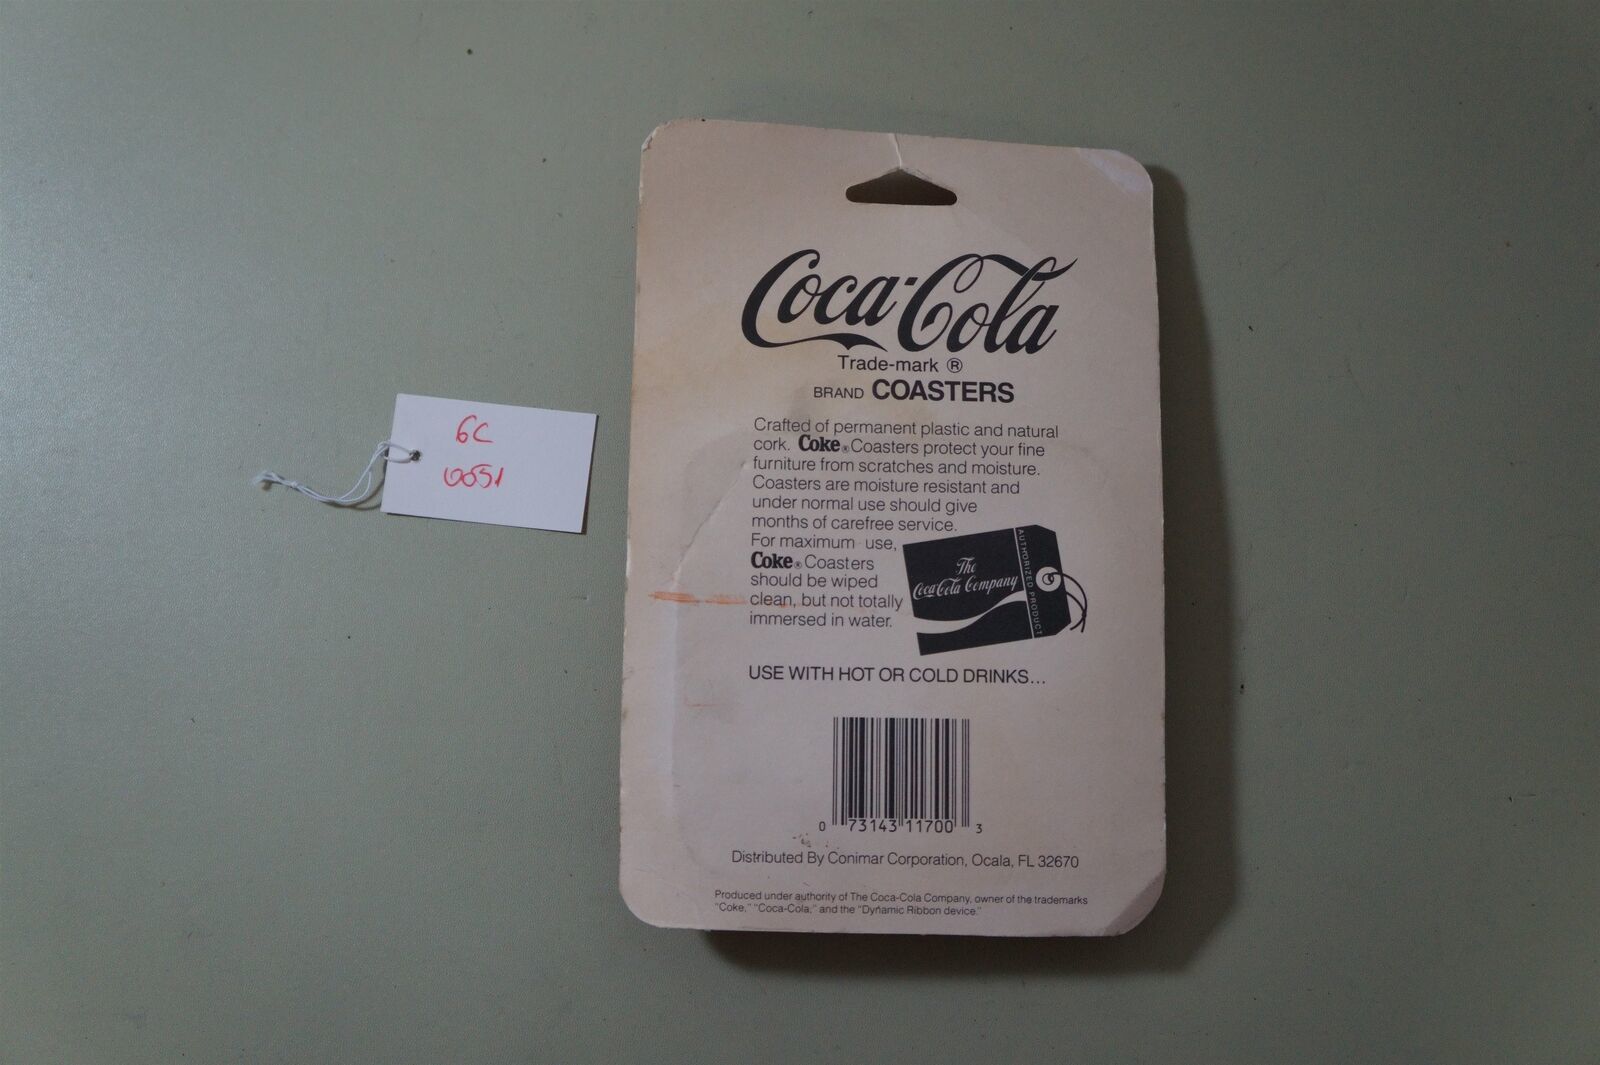 6C
0051
Coca-Cola
Trade-mark ®
BRAND COASTERS
Crafted of permanent plastic and natural
cork. Coke® Coasters protect your fine
furniture from scratches and moisture.
Coasters are moisture resistant and
under normal use should give
months of carefree service.
For maximum use,
Coke® Coasters
should be wiped
clean, but not totally
immersed in water.
The
Coca-Cola Company
AUTHORIZED PRODUCT
USE WITH HOT OR COLD DRINKS...
0 73143 11700 3
Distributed By Conimar Corporation, Ocala, FL 32670
Produced under authority of The Coca-Cola Company, owner of the trademarks
"Coke," "Coca-Cola," and the "Dynamic Ribbon device."